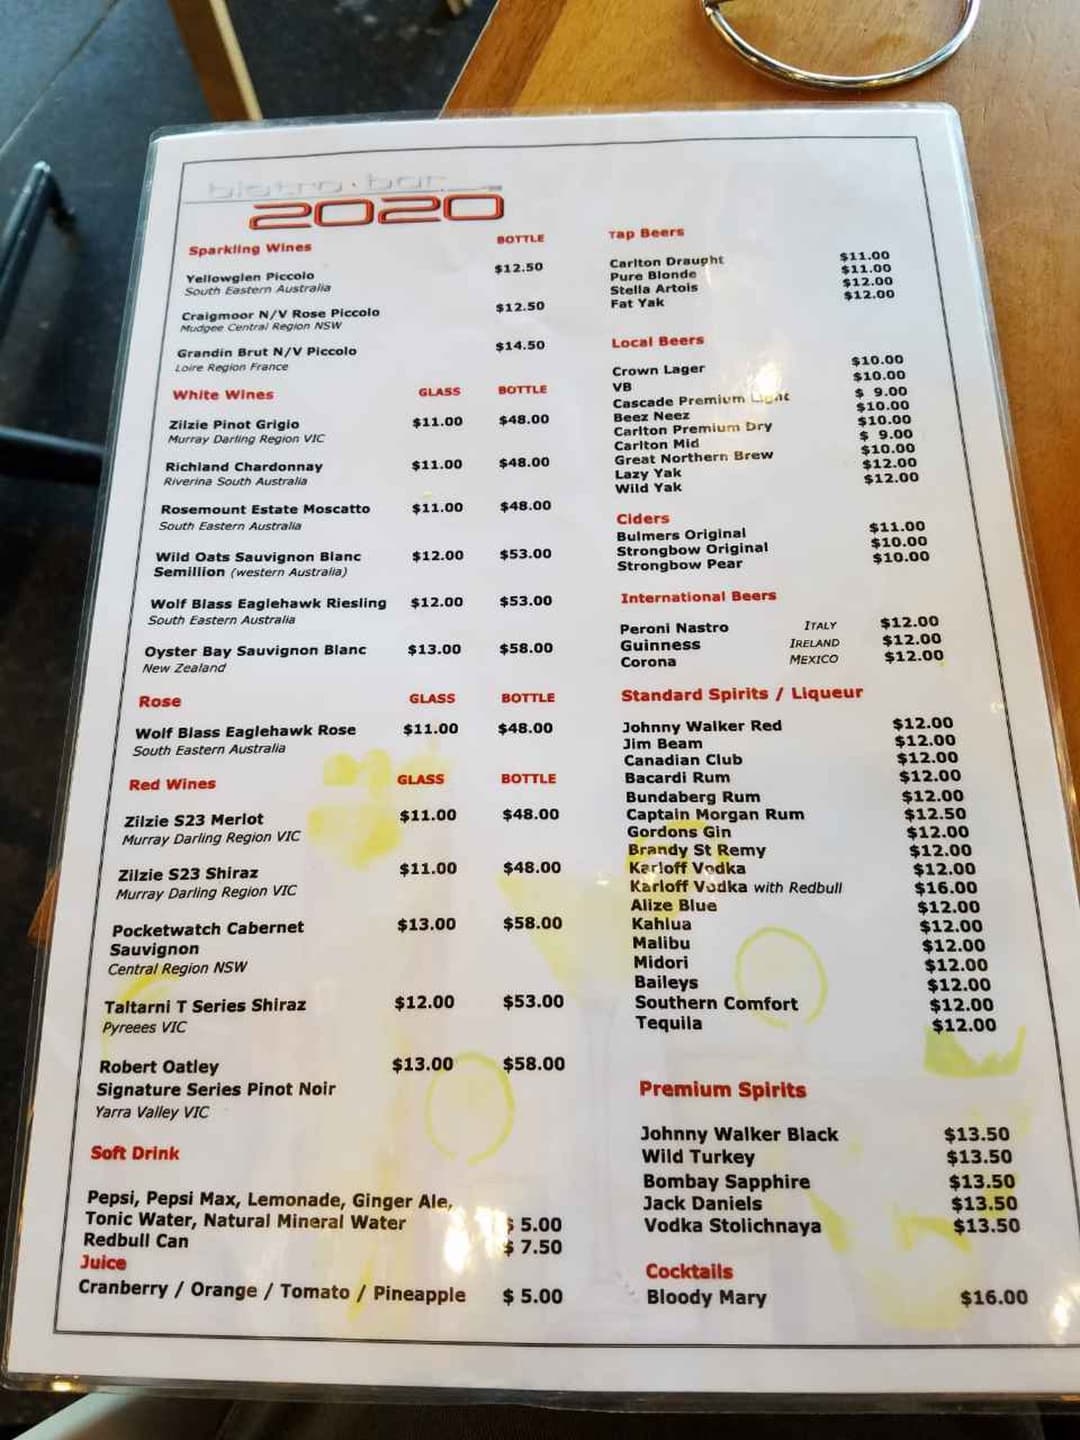 bistro · bar
2020
Sparkling Wines BOTTLE
Yellowglen Piccolo $12.50
South Eastern Australia
Craigmoor N/V Rose Piccolo $12.50
Mudgee Central Region NSW
Grandin Brut N/V Piccolo $14.50
Loire Region France
White Wines GLASS BOTTLE
Zilzie Pinot Grigio $11.00 $48.00
Murray Darling Region VIC
Richland Chardonnay $11.00 $48.00
Riverina South Australia
Rosemount Estate Moscatto $11.00 $48.00
South Eastern Australia
Wild Oats Sauvignon Blanc $12.00 $53.00
Semillion (western Australia)
Wolf Blass Eaglehawk Riesling $12.00 $53.00
South Eastern Australia
Oyster Bay Sauvignon Blanc $13.00 $58.00
New Zealand
Rose GLASS BOTTLE
Wolf Blass Eaglehawk Rose $11.00 $48.00
South Eastern Australia
Red Wines GLASS BOTTLE
Zilzie S23 Merlot $11.00 $48.00
Murray Darling Region VIC
Zilzie S23 Shiraz $11.00 $48.00
Murray Darling Region VIC
Pocketwatch Cabernet $13.00 $58.00
Sauvignon
Central Region NSW
Taltarni T Series Shiraz $12.00 $53.00
Pyreees VIC
Robert Oatley $13.00 $58.00
Signature Series Pinot Noir
Yarra Valley VIC
Soft Drink
Pepsi, Pepsi Max, Lemonade, Ginger Ale,
Tonic Water, Natural Mineral Water $ 5.00
Redbull Can $ 7.50
Juice
Cranberry / Orange / Tomato / Pineapple $ 5.00
Tap Beers
Carlton Draught $11.00
Pure Blonde $11.00
Stella Artois $12.00
Fat Yak $12.00
Local Beers
Crown Lager $10.00
VB $10.00
Cascade Premium Light $ 9.00
Beez Neez $10.00
Carlton Premium Dry $10.00
Carlton Mid $ 9.00
Great Northern Brew $10.00
Lazy Yak $12.00
Wild Yak $12.00
Ciders
Bulmers Original $11.00
Strongbow Original $10.00
Strongbow Pear $10.00
International Beers
Peroni Nastro ITALY $12.00
Guinness IRELAND $12.00
Corona MEXICO $12.00
Standard Spirits / Liqueur
Johnny Walker Red $12.00
Jim Beam $12.00
Canadian Club $12.00
Bacardi Rum $12.00
Bundaberg Rum $12.00
Captain Morgan Rum $12.50
Gordons Gin $12.00
Brandy St Remy $12.00
Karloff Vodka $12.00
Karloff Vodka with Redbull $16.00
Alize Blue $12.00
Kahlua $12.00
Malibu $12.00
Midori $12.00
Baileys $12.00
Southern Comfort $12.00
Tequila $12.00
Premium Spirits
Johnny Walker Black $13.50
Wild Turkey $13.50
Bombay Sapphire $13.50
Jack Daniels $13.50
Vodka Stolichnaya $13.50
Cocktails
Bloody Mary $16.00